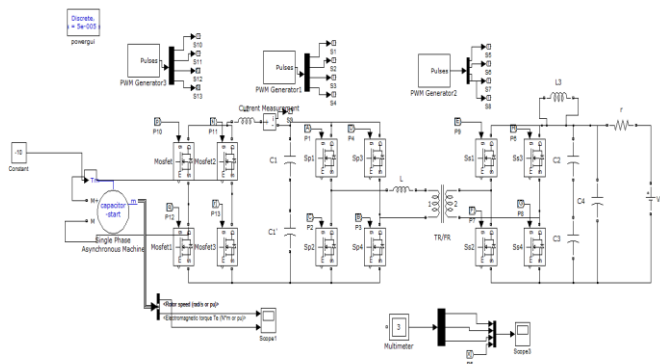 Discrete,
s = 5e-005
powergui
Pulses
PWM Generator3
S10
S11
S12
S13
Pulses
PWM Generator1
S1
S2
S3
S4
Pulses
PWM Generator2
S5
S6
S7
S8
L3
r
Current Measurement
P10
P11
Mosfet
Mosfet2
P12
P13
Mosfet1
Mosfet3
-10
Constant
Tm
M+
M
m
capacitor
-start
Single Phase
Asynchronous Machine
C1
C1'
A
P1
P4
Sp1
Sp3
P2
P3
Sp2
Sp4
L
1
2
TR/FR
E
P9
P6
Ss1
Ss3
P7
P8
Ss2
Ss4
C2
C3
C4
V
<Rotor speed (rad/s or pu)>
<Electromagnetic torque Te (N*m or pu)>
Scope1
3
Multimeter
Scope3